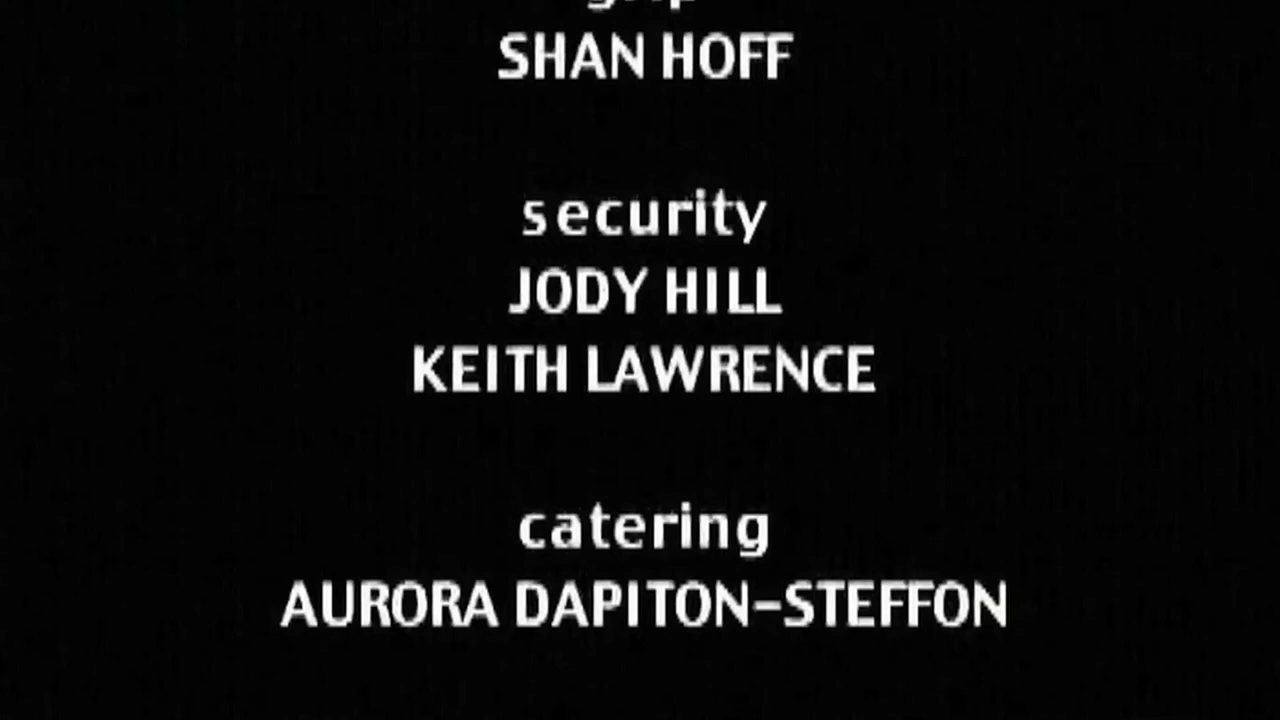 SHAN HOFF
security
JODY HILL
KEITH LAWRENCE
catering
AURORA DAPITON-STEFFON